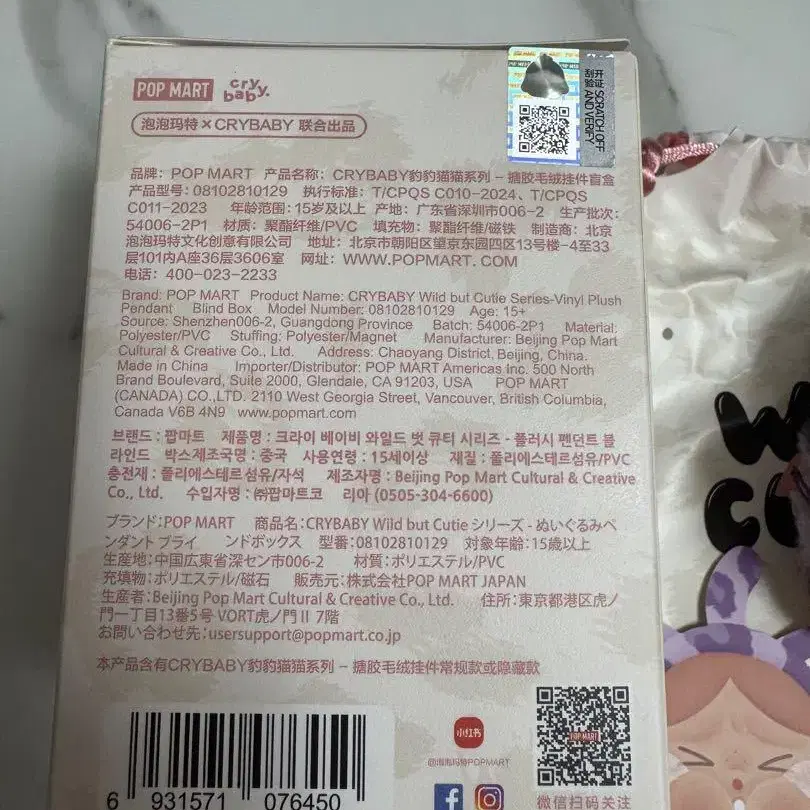 POP MART cry baby.
泡泡玛特×CRYBABY 联合出品
开涂 SCRATCH OFF
刮验 AND VERIFY
品牌：POP MART 产品名称：CRYBABY豹豹猫猫系列－搪胶毛绒挂件盲盒
产品型号：08102810129 执行标准：T/CPQS C010-2024、T/CPQS
C011-2023 年龄范围：15岁及以上 产地：广东省深圳市006-2 生产批次：
54006-2P1 材质：聚酯纤维/PVC 填充物：聚酯纤维/磁铁 制造商：北京
泡泡玛特文化创意有限公司 地址：北京市朝阳区望京东园四区13号楼-4至33
层101内A座36层3606室 网址：WWW.POPMART.COM
电话：400-023-2233
Brand: POP MART Product Name: CRYBABY Wild but Cutie Series-Vinyl Plush
Pendant Blind Box Model Number: 08102810129 Age: 15+
Source: Shenzhen006-2, Guangdong Province Batch: 54006-2P1 Material:
Polyester/PVC Stuffing: Polyester/Magnet Manufacturer: Beijing Pop Mart
Cultural & Creative Co., Ltd. Address: Chaoyang District, Beijing, China.
Made in China Importer/Distributor: POP MART Americas Inc. 500 North
Brand Boulevard, Suite 2000, Glendale, CA 91203, USA POP MART
(CANADA) CO.,LTD. 2110 West Georgia Street, Vancouver, British Columbia,
Canada V6B 4N9 www.popmart.com
브랜드 : 팝마트 제품명 : 크라이 베이비 와일드 벗 큐티 시리즈 - 플러시 펜던트 블
라인드 박스제조국명 : 중국 사용연령 : 15세이상 재질 : 폴리에스테르섬유/PVC
충전재 : 폴리에스테르섬유/자석 제조자명 : Beijing Pop Mart Cultural & Creative
Co., Ltd. 수입자명 : ㈜팝마트코 리아 (0505-304-6600)
ブランド：POP MART 商品名：CRYBABY Wild but Cutie シリーズ - ぬいぐるみペ
ンダント ブライ ンドボックス 型番：08102810129 対象年齢：15歳以上
生産地：中国広東省深セン市006-2 材質：ポリエステル/PVC
充填物：ポリエステル/磁石 販売元：株式会社POP MART JAPAN
生産者：Beijing Pop Mart Cultural & Creative Co., Ltd. 住所：東京都港区虎ノ
門一丁目13番5号 VORT虎ノ門Ⅱ 7階
お問い合わせ先：usersupport@popmart.co.jp
本产品含有CRYBABY豹豹猫猫系列－搪胶毛绒挂件常规款或隐藏款
小红书
@泡泡玛特POPMART
POP MART
微信扫码关注
6 931571 076450